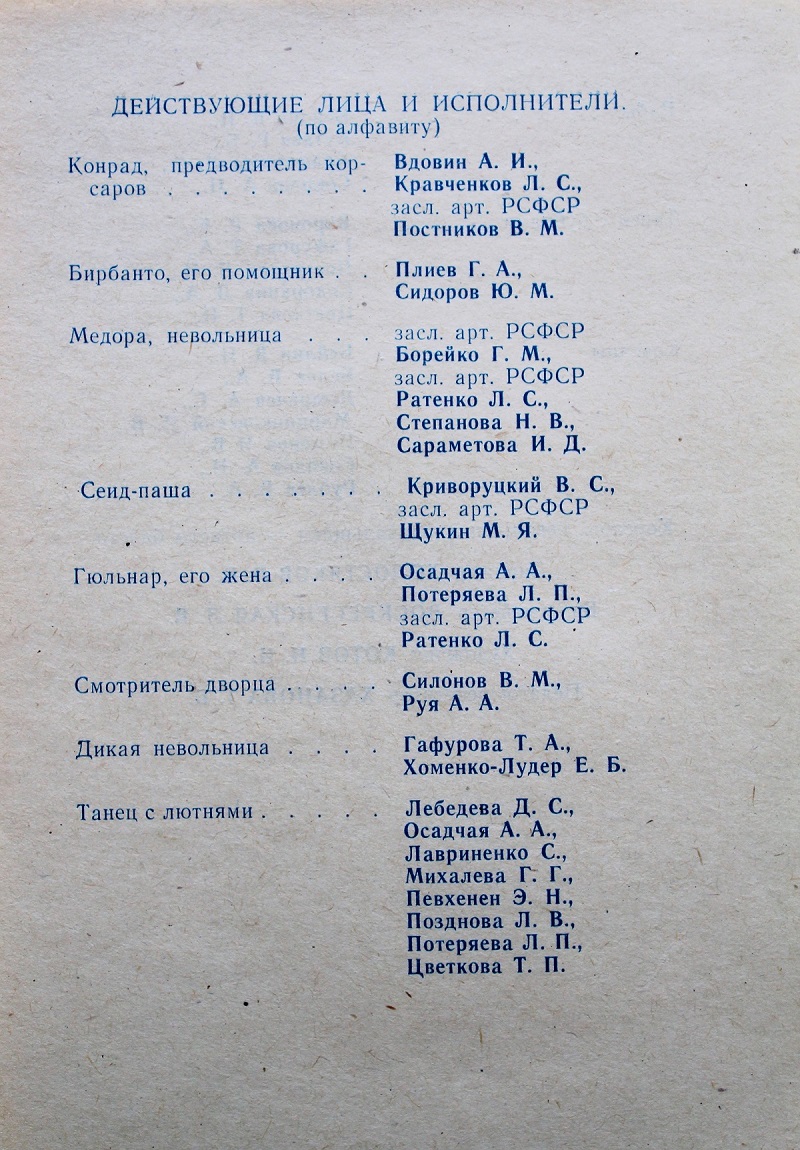 ДЕЙСТВУЮЩИЕ ЛИЦА И ИСПОЛНИТЕЛИ.
(по алфавиту)
Конрад, предводитель кор- Вдовин А. И.,
саров . . . . . . . . Кравченков Л. С.,
засл. арт. РСФСР
Постников В. М.
Бирбанто, его помощник . . Плиев Г. А.,
Сидоров Ю. М.
Медора, невольница . . . засл. арт. РСФСР
Борейко Г. М.,
засл. арт. РСФСР
Ратенко Л. С.,
Степанова Н. В.,
Сараметова И. Д.
Сеид-паша . . . . . . . Криворуцкий В. С.,
засл. арт. РСФСР
Щукин М. Я.
Гюльнар, его жена . . . . Осадчая А. А.,
Потеряева Л. П.,
засл. арт. РСФСР
Ратенко Л. С.
Смотритель дворца . . . . Силонов В. М.,
Руя А. А.
Дикая невольница . . . . Гафурова Т. А.,
Хоменко-Лудер Е. Б.
Танец с лютнями . . . . . Лебедева Д. С.,
Осадчая А. А.,
Лавриненко С.,
Михалева Г. Г.,
Певхенен Э. Н.,
Позднова Л. В.,
Потеряева Л. П.,
Цветкова Т. П.